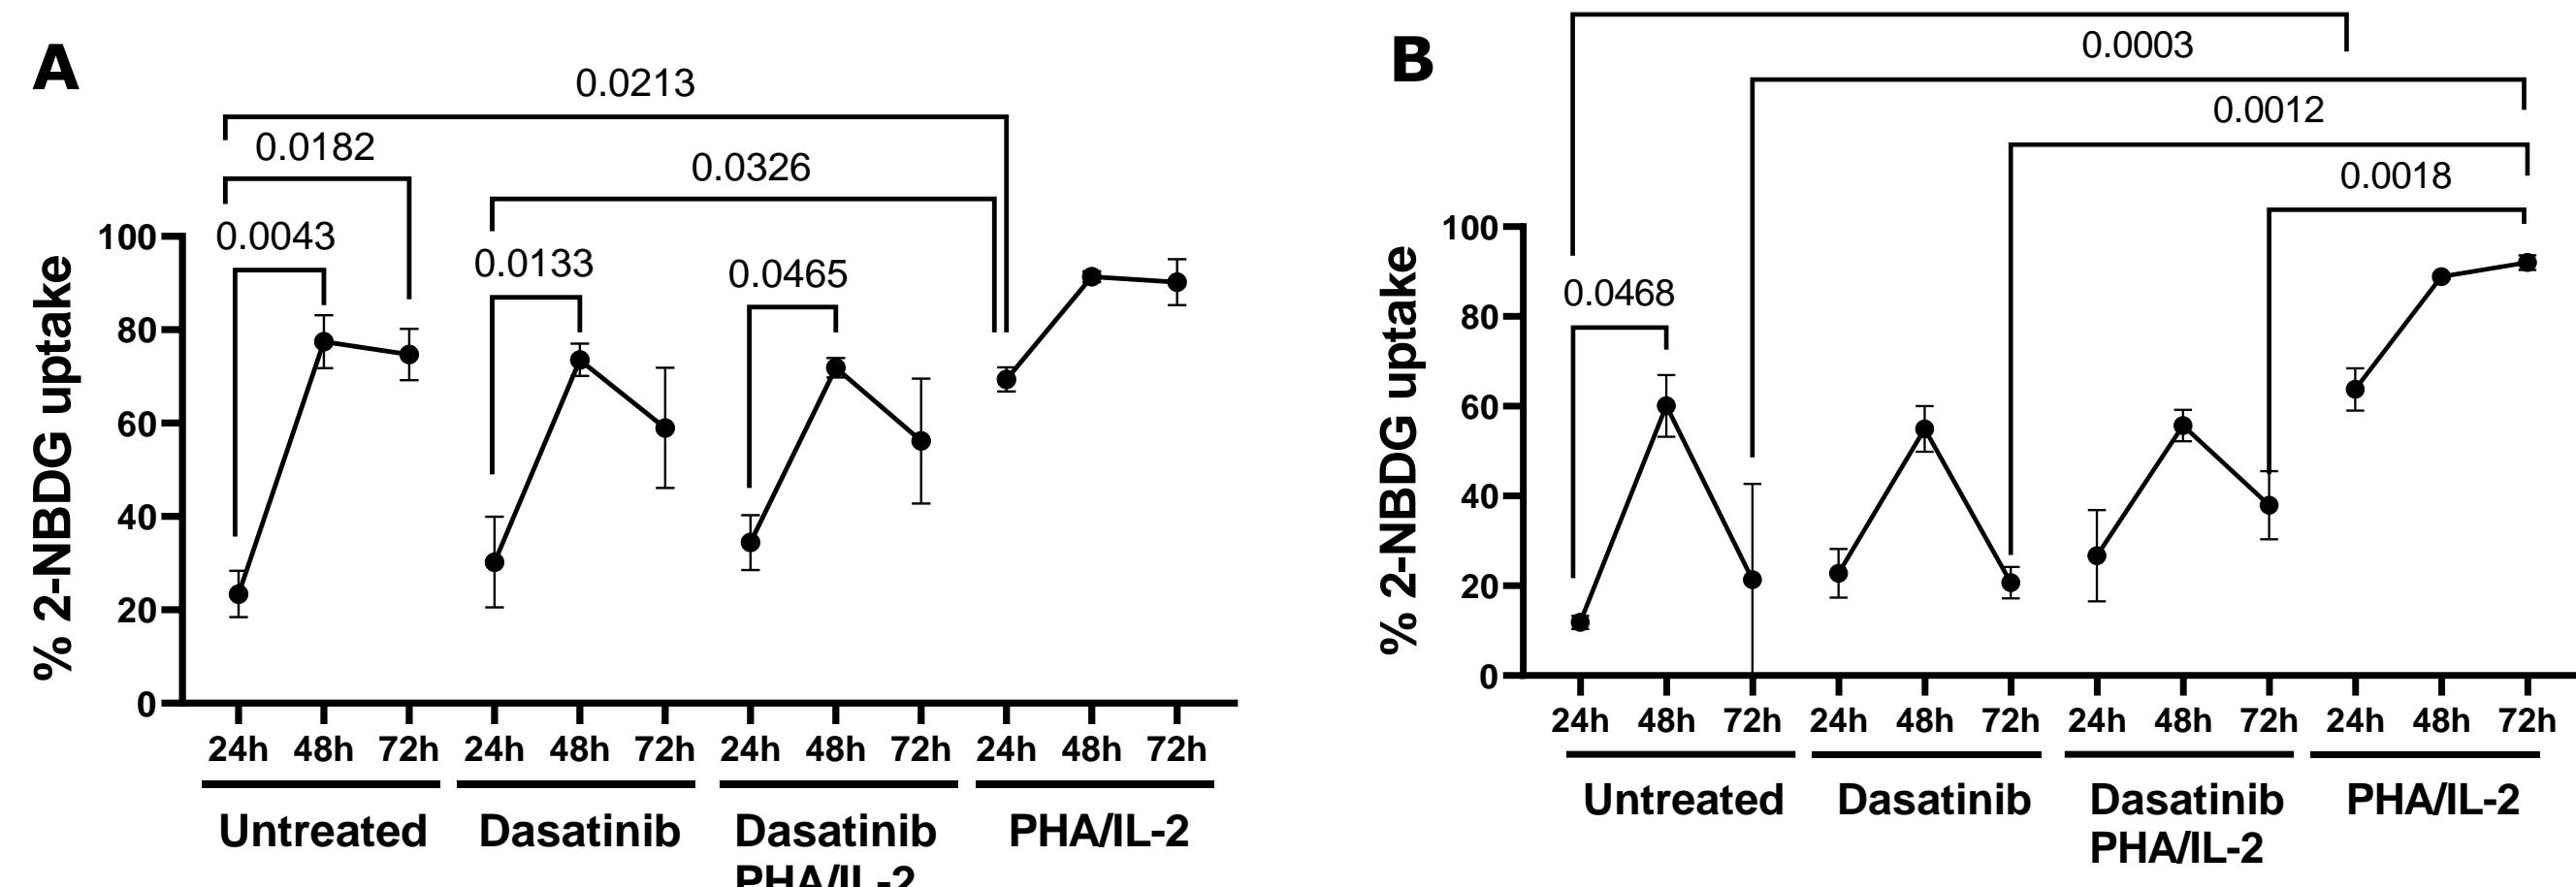 A
0.0213
0.0182
0.0326
0.0043
0.0133
0.0465
% 2-NBDG uptake
100
80
60
40
20
0
24h 48h 72h 24h 48h 72h 24h 48h 72h 24h 48h 72h
Untreated Dasatinib Dasatinib PHA/IL-2
PHA/IL-2
B
0.0003
0.0012
0.0018
0.0468
% 2-NBDG uptake
100
80
60
40
20
0
24h 48h 72h 24h 48h 72h 24h 48h 72h 24h 48h 72h
Untreated Dasatinib Dasatinib PHA/IL-2
PHA/IL-2